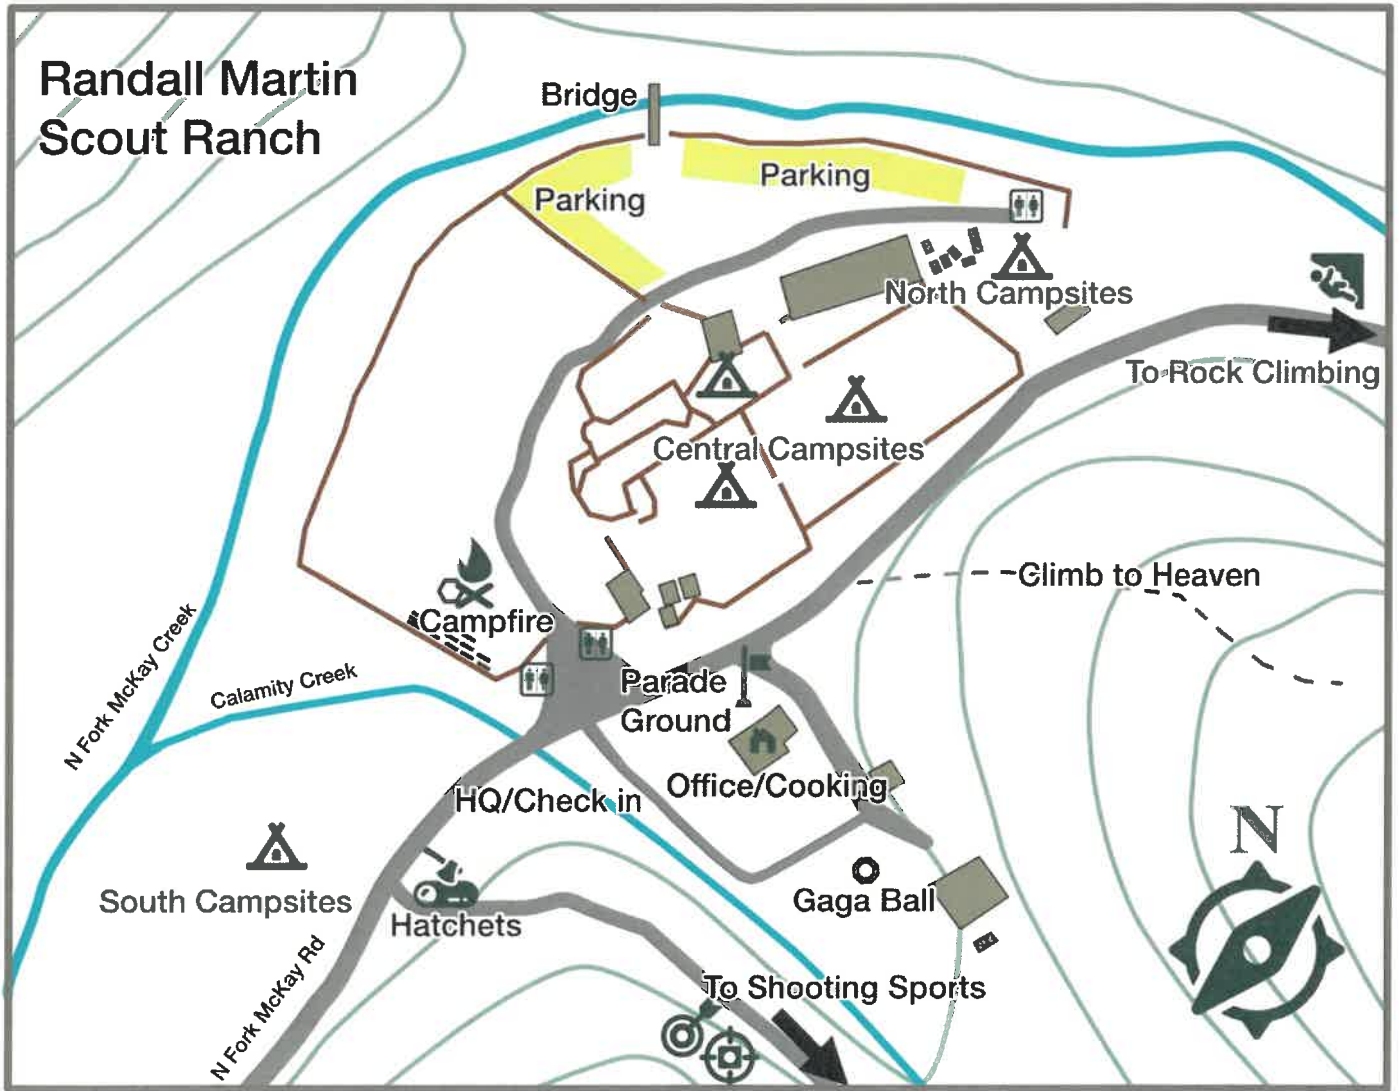 Randall Martin
Scout Ranch
Bridge
Parking
Parking
North Campsites
To Rock Climbing
Central Campsites
Climb to Heaven
Campfire
N Fork McKay Creek
Calamity Creek
Parade
Ground
Office/Cooking
HQ/Check in
South Campsites
Hatchets
Gaga Ball
N
N Fork McKay Rd
To Shooting Sports